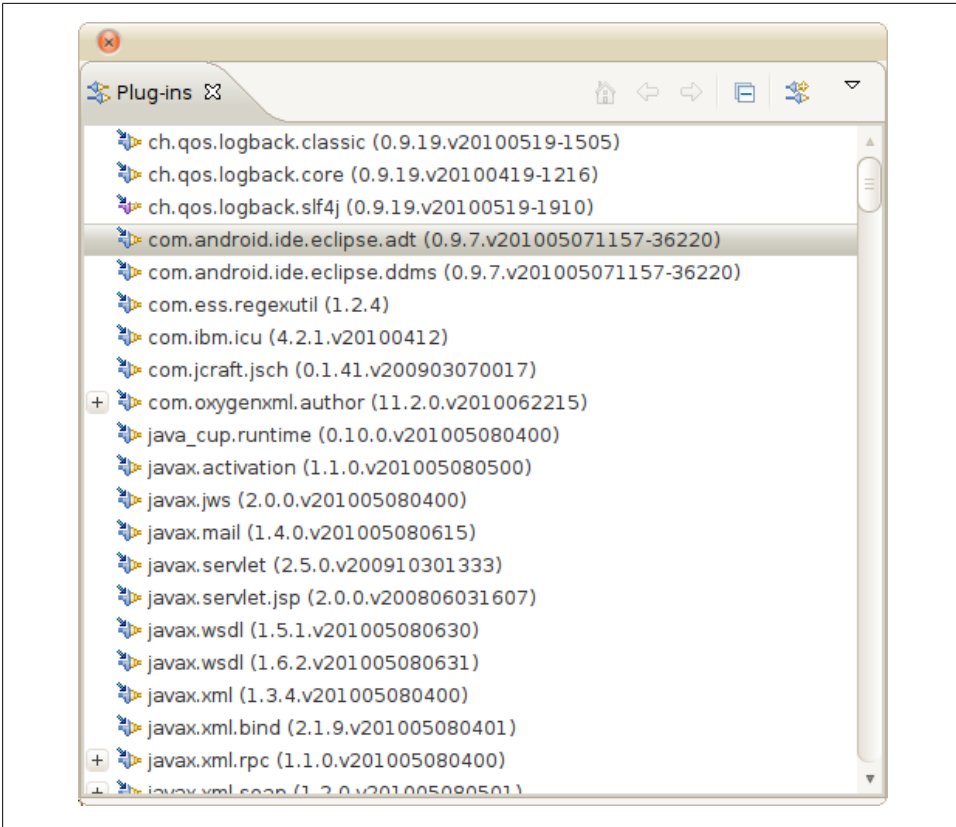 Plug-ins
ch.qos.logback.classic (0.9.19.v20100519-1505)
ch.qos.logback.core (0.9.19.v20100419-1216)
ch.qos.logback.slf4j (0.9.19.v20100519-1910)
com.android.ide.eclipse.adt (0.9.7.v201005071157-36220)
com.android.ide.eclipse.ddms (0.9.7.v201005071157-36220)
com.ess.regexutil (1.2.4)
com.ibm.icu (4.2.1.v20100412)
com.jcraft.jsch (0.1.41.v200903070017)
com.oxygenxml.author (11.2.0.v2010062215)
java_cup.runtime (0.10.0.v201005080400)
javax.activation (1.1.0.v201005080500)
javax.jws (2.0.0.v201005080400)
javax.mail (1.4.0.v201005080615)
javax.servlet (2.5.0.v200910301333)
javax.servlet.jsp (2.0.0.v200806031607)
javax.wsdl (1.5.1.v201005080630)
javax.wsdl (1.6.2.v201005080631)
javax.xml (1.3.4.v201005080400)
javax.xml.bind (2.1.9.v201005080401)
javax.xml.rpc (1.1.0.v201005080400)
javax.xml.soap (1.2.0.v201005080501)